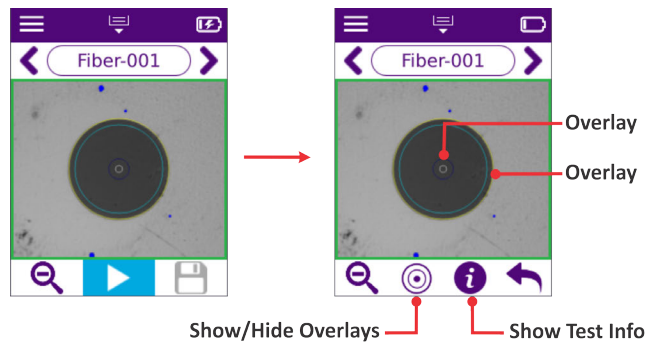 Fiber-001
Fiber-001
Overlay
Overlay
Show/Hide Overlays
Show Test Info